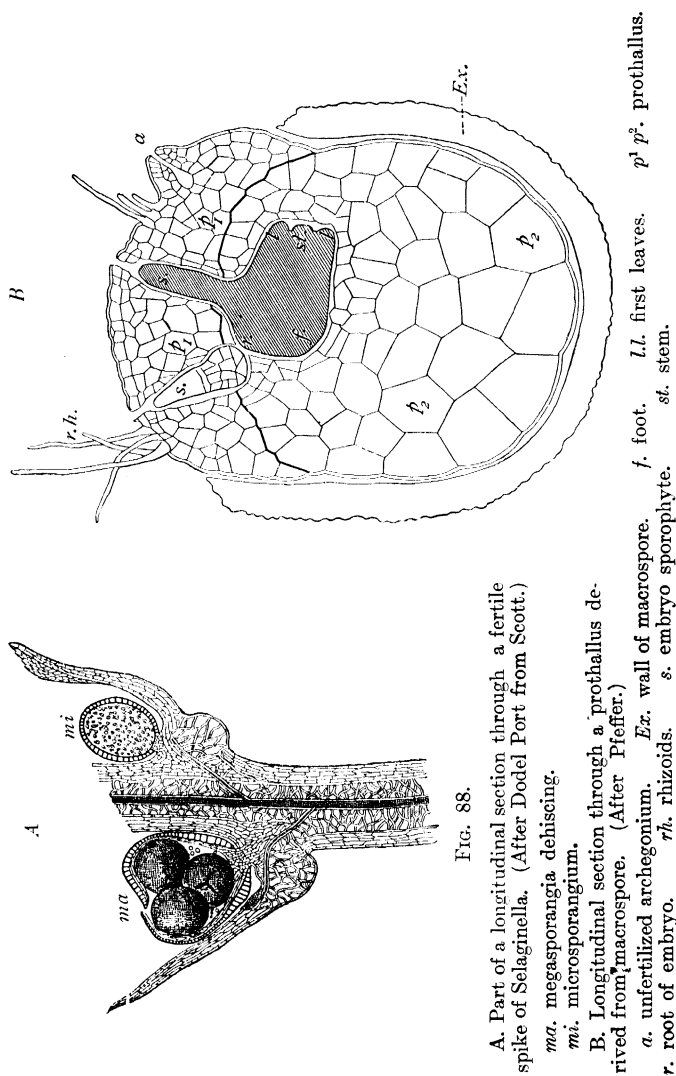 A
mi
ma
B
r.h.
a
p₁
p₁
s.
s
l
st
f.
p₂
p₂
Ex.
FIG. 88.
A. Part of a longitudinal section through a fertile
spike of Selaginella. (After Dodel Port from Scott.)
ma. megasporangia dehiscing.
mi. microsporangium.
B. Longitudinal section through a prothallus de-
rived from macrospore. (After Pfeffer.)
a. unfertilized archegonium. Ex. wall of macrospore. f. foot. l.l. first leaves. p¹ p². prothallus.
r. root of embryo. rh. rhizoids. s. embryo sporophyte. st. stem.